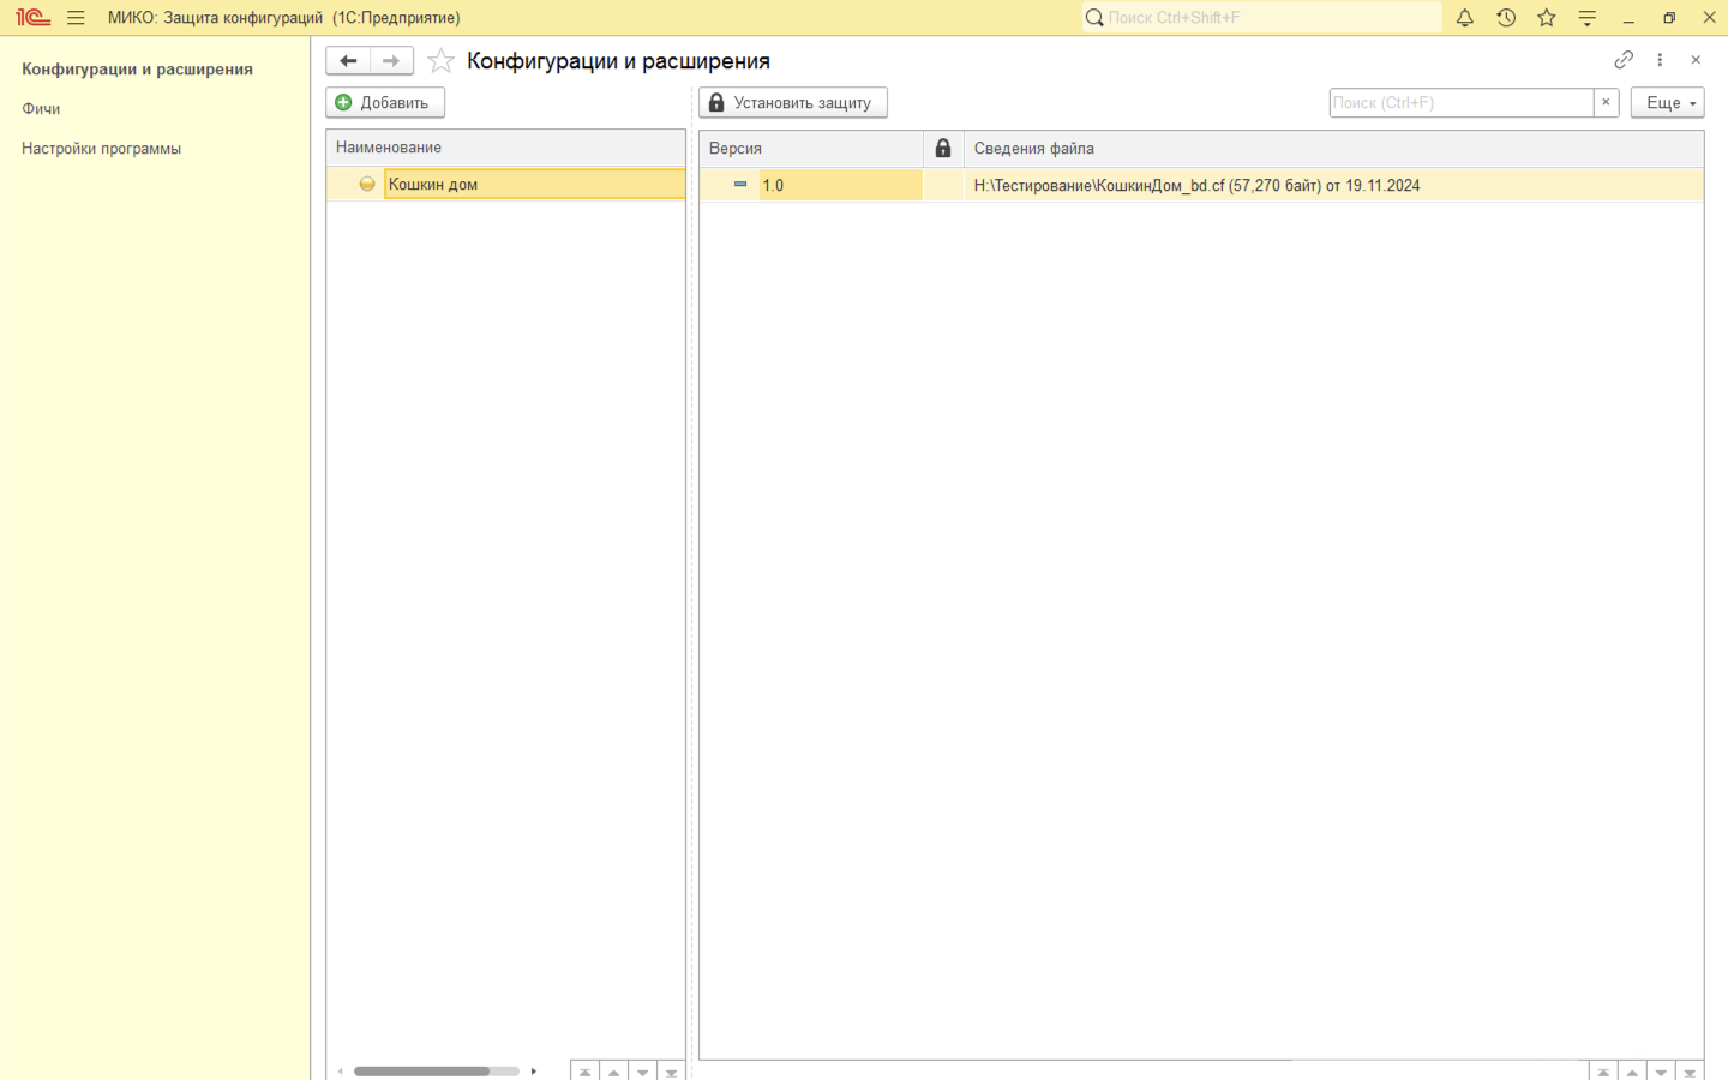 1С МИКО: Защита конфигураций (1С:Предприятие) Поиск Ctrl+Shift+F
Конфигурации и расширения
Фичи
Настройки программы
Конфигурации и расширения
Добавить
Установить защиту
Поиск (Ctrl+F)
×
Еще
Наименование
Кошкин дом
Версия Сведения файла
1.0 H:\Тестирование\КошкинДом_bd.cf (57,270 байт) от 19.11.2024